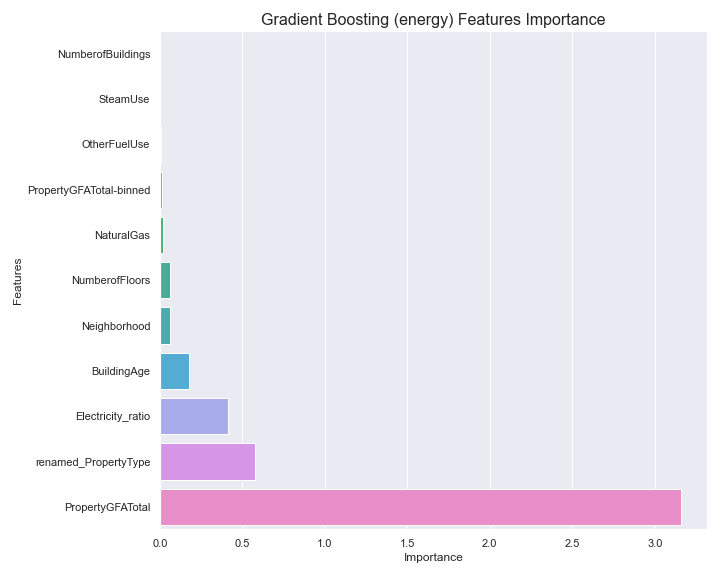 Gradient Boosting (energy) Features Importance
NumberofBuildings
SteamUse
OtherFuelUse
PropertyGFATotal-binned
NaturalGas
NumberofFloors
Neighborhood
BuildingAge
Electricity_ratio
renamed_PropertyType
PropertyGFATotal
Features
0.0 0.5 1.0 1.5 2.0 2.5 3.0
Importance